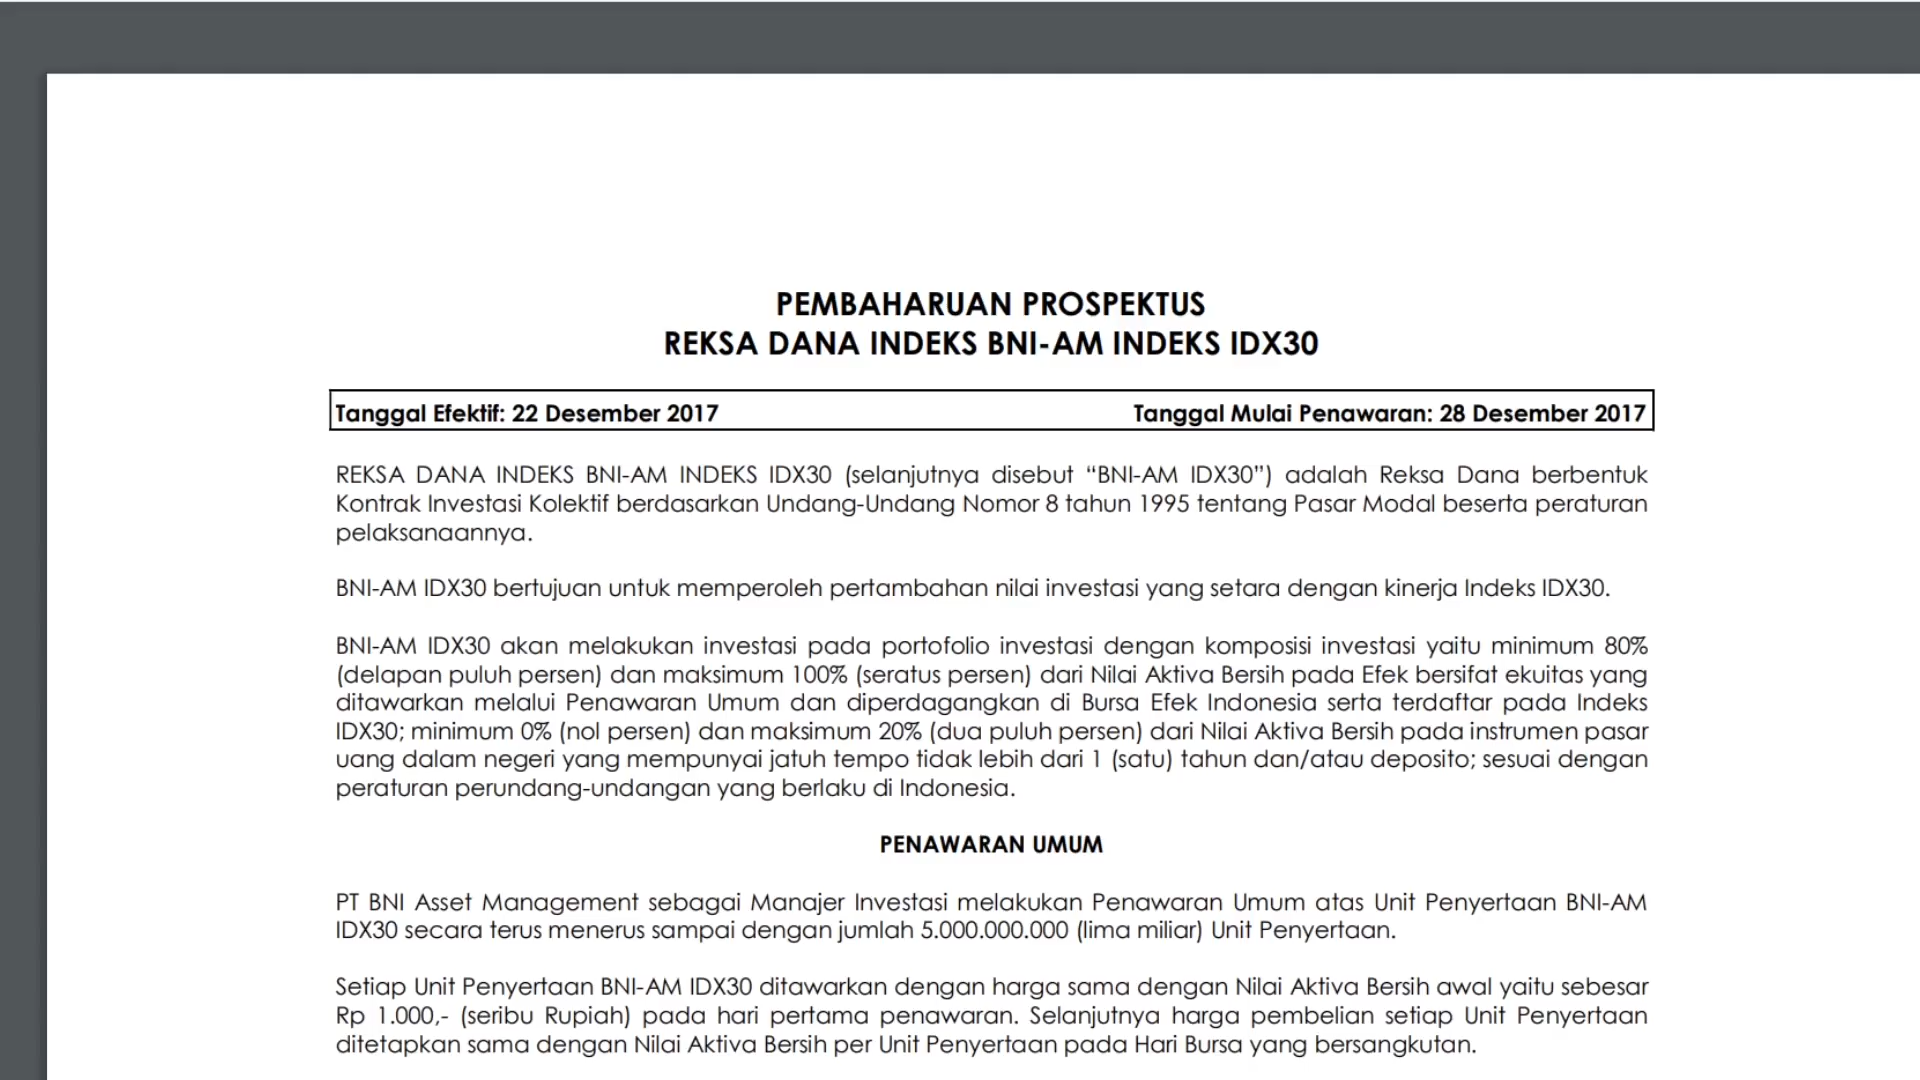 PEMBAHARUAN PROSPEKTUS
REKSA DANA INDEKS BNI-AM INDEKS IDX30
Tanggal Efektif: 22 Desember 2017 Tanggal Mulai Penawaran: 28 Desember 2017
REKSA DANA INDEKS BNI-AM INDEKS IDX30 (selanjutnya disebut “BNI-AM IDX30”) adalah Reksa Dana berbentuk
Kontrak Investasi Kolektif berdasarkan Undang-Undang Nomor 8 tahun 1995 tentang Pasar Modal beserta peraturan
pelaksanaannya.
BNI-AM IDX30 bertujuan untuk memperoleh pertambahan nilai investasi yang setara dengan kinerja Indeks IDX30.
BNI-AM IDX30 akan melakukan investasi pada portofolio investasi dengan komposisi investasi yaitu minimum 80%
(delapan puluh persen) dan maksimum 100% (seratus persen) dari Nilai Aktiva Bersih pada Efek bersifat ekuitas yang
ditawarkan melalui Penawaran Umum dan diperdagangkan di Bursa Efek Indonesia serta terdaftar pada Indeks
IDX30; minimum 0% (nol persen) dan maksimum 20% (dua puluh persen) dari Nilai Aktiva Bersih pada instrumen pasar
uang dalam negeri yang mempunyai jatuh tempo tidak lebih dari 1 (satu) tahun dan/atau deposito; sesuai dengan
peraturan perundang-undangan yang berlaku di Indonesia.
PENAWARAN UMUM
PT BNI Asset Management sebagai Manajer Investasi melakukan Penawaran Umum atas Unit Penyertaan BNI-AM
IDX30 secara terus menerus sampai dengan jumlah 5.000.000.000 (lima miliar) Unit Penyertaan.
Setiap Unit Penyertaan BNI-AM IDX30 ditawarkan dengan harga sama dengan Nilai Aktiva Bersih awal yaitu sebesar
Rp 1.000,- (seribu Rupiah) pada hari pertama penawaran. Selanjutnya harga pembelian setiap Unit Penyertaan
ditetapkan sama dengan Nilai Aktiva Bersih per Unit Penyertaan pada Hari Bursa yang bersangkutan.